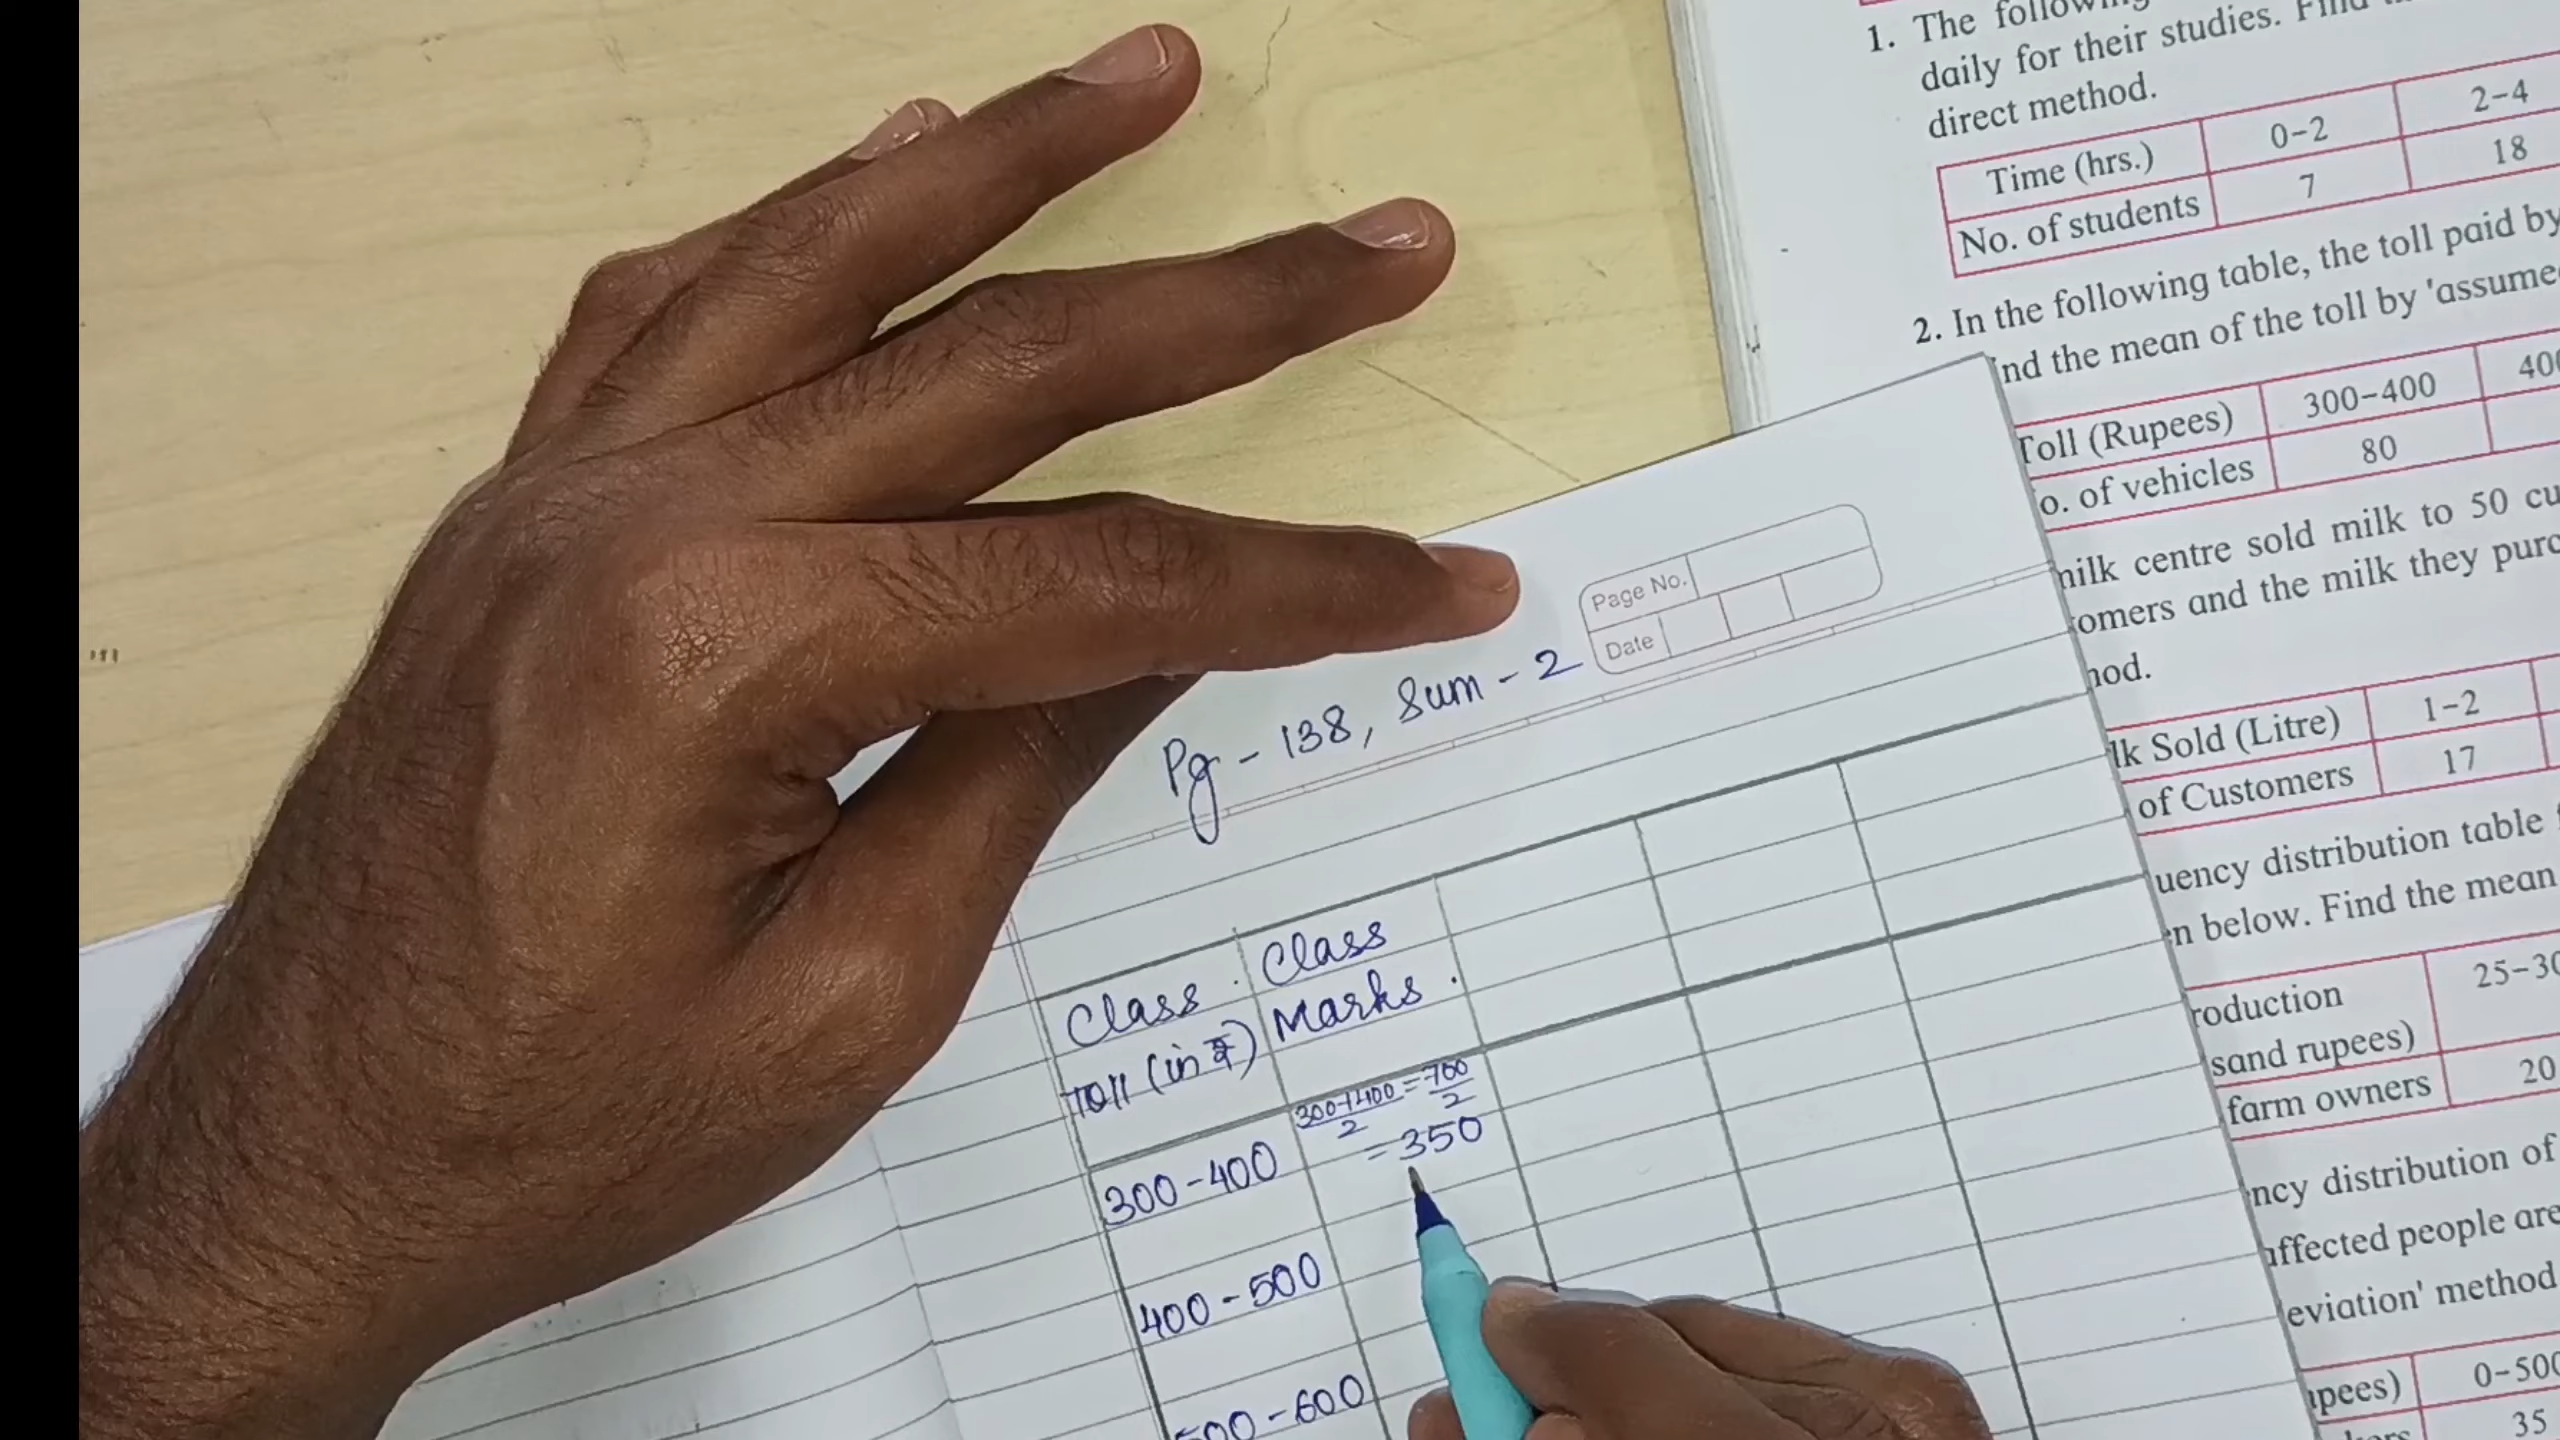 1. The following
daily for their studies.
direct method.
Time (hrs.) 0-2 2-4
No. of students 7 18
2. In the following table, the toll paid by
nd the mean of the toll by 'assume
Toll (Rupees) 300-400 400
o. of vehicles 80
milk centre sold milk to 50 cu
omers and the milk they purc
hod.
lk Sold (Litre) 1-2
of Customers 17
uency distribution table
n below. Find the mean
roduction 25-30
sand rupees)
farm owners 20
ncy distribution of
affected people are
eviation' method
upees) 0-500
35
Page No.
Date
Pg - 138, Sum - 2
Class
Toll (in ₹)
Class
Marks.
300-400
300+400/2 = 700/2
= 350
400-500
500-600